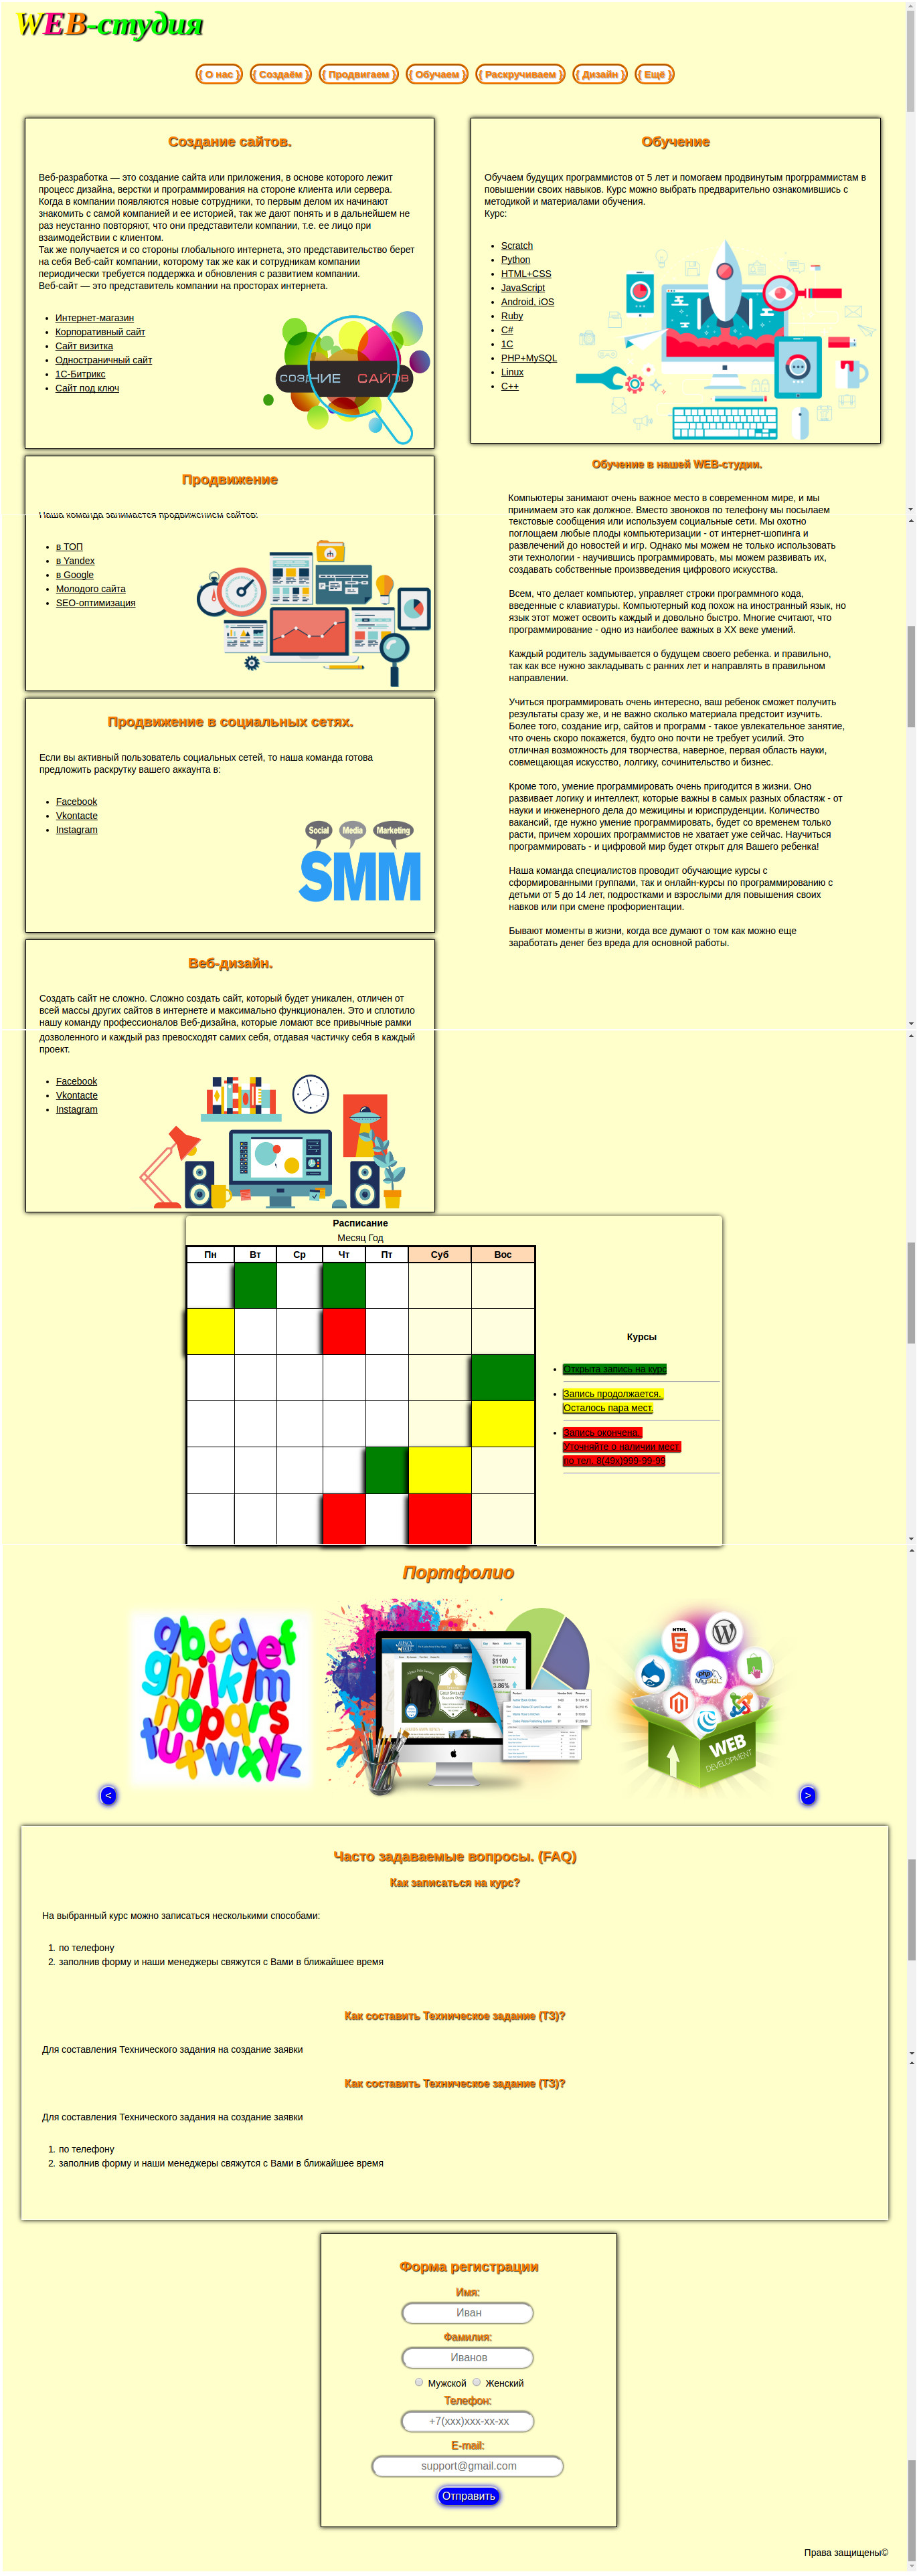 WEB-студия
{ О нас }
{ Создаём }
{ Продвигаем }
{ Обучаем }
{ Раскручиваем }
{ Дизайн }
{ Ещё }
Создание сайтов.
Веб-разработка — это создание сайта или приложения, в основе которого лежит
процесс дизайна, верстки и программирования на стороне клиента или сервера.
Когда в компании появляются новые сотрудники, то первым делом их начинают
знакомить с самой компанией и ее историей, так же дают понять и в дальнейшем не
раз неустанно повторяют, что они представители компании, т.е. ее лицо при
взаимодействии с клиентом.
Так же получается и со стороны глобального интернета, это представительство берет
на себя Веб-сайт компании, которому так же как и сотрудникам компании
периодически требуется поддержка и обновления с развитием компании.
Веб-сайт — это представитель компании на просторах интернета.
Интернет-магазин
Корпоративный сайт
Сайт визитка
Одностраничный сайт
1С-Битрикс
Сайт под ключ
СОЗДНИЕ САЙТОВ
Обучение
Обучаем будущих программистов от 5 лет и помогаем продвинутым прогрраммистам в
повышении своих навыков. Курс можно выбрать предварительно ознакомившись с
методикой и материалами обучения.
Курс:
Scratch
Python
HTML+CSS
JavaScript
Android, iOS
Ruby
C#
1C
PHP+MySQL
Linux
C++
Продвижение
Наша команда занимается продвижением сайтов:
в ТОП
в Yandex
в Google
Молодого сайта
SEO-оптимизация
Продвижение в социальных сетях.
Если вы активный пользователь социальных сетей, то наша команда готова
предложить раскрутку вашего аккаунта в:
Facebook
Vkontacte
Instagram
Social Media Marketing
SMM
Веб-дизайн.
Создать сайт не сложно. Сложно создать сайт, который будет уникален, отличен от
всей массы других сайтов в интернете и максимально функционален. Это и сплотило
нашу команду профессионалов Веб-дизайна, которые ломают все привычные рамки
дозволенного и каждый раз превосходят самих себя, отдавая частичку себя в каждый
проект.
Facebook
Vkontacte
Instagram
Обучение в нашей WEB-студии.
Компьютеры занимают очень важное место в современном мире, и мы
принимаем это как должное. Вместо звоноков по телефону мы посылаем
текстовые сообщения или используем социальные сети. Мы охотно
поглощаем любые плоды компьютеризации - от интернет-шопинга и
развлечений до новостей и игр. Однако мы можем не только использовать
эти технологии - научившись программировать, мы можем развивать их,
создавать собственные произвведения цифрового искусства.
Всем, что делает компьютер, управляет строки программного кода,
введенные с клавиатуры. Компьютерный код похож на иностранный язык, но
язык этот может освоить каждый и довольно быстро. Многие считают, что
программирование - одно из наиболее важных в XX веке умений.
Каждый родитель задумывается о будущем своего ребенка. и правильно,
так как все нужно закладывать с ранних лет и направлять в правильном
направлении.
Учиться программировать очень интересно, ваш ребенок сможет получить
результаты сразу же, и не важно сколько материала предстоит изучить.
Более того, создание игр, сайтов и программ - такое увлекательное занятие,
что очень скоро покажется, будто оно почти не требует усилий. Это
отличная возможность для творчества, наверное, первая область науки,
совмещающая искусство, лолгику, сочинительство и бизнес.
Кроме того, умение программировать очень пригодится в жизни. Оно
развивает логику и интеллект, которые важны в самых разных областяж - от
науки и инженерного дела до межицины и юриспруденции. Количество
вакансий, где нужно умение программировать, будет со временем только
расти, причем хороших программистов не хватает уже сейчас. Научиться
программировать - и цифровой мир будет открыт для Вашего ребенка!
Наша команда специалистов проводит обучающие курсы с
сформированными группами, так и онлайн-курсы по программированию с
детьми от 5 до 14 лет, подростками и взрослыми для повышения своих
навков или при смене профориентации.
Бывают моменты в жизни, когда все думают о том как можно еще
заработать денег без вреда для основной работы.
Расписание
Месяц Год
Пн Вт Ср Чт Пт Суб Вос
Курсы
Открыта запись на курс
Запись продолжается.
Осталось пара мест.
Запись окончена.
Уточняйте о наличии мест.
по тел. 8(49x)999-99-99
Портфолио
abcdef
ghijklm
nopqrs
tuvwxyz
$1180
3.86%
HTML
php
MySQL
WEB
DEVELOPMENT
<
>
Часто задаваемые вопросы. (FAQ)
Как записаться на курс?
На выбранный курс можно записаться несколькими способами:
1. по телефону
2. заполнив форму и наши менеджеры свяжутся с Вами в ближайшее время
Как составить Техническое задание (ТЗ)?
Для составления Технического задания на создание заявки
Как составить Техническое задание (ТЗ)?
Для составления Технического задания на создание заявки
1. по телефону
2. заполнив форму и наши менеджеры свяжутся с Вами в ближайшее время
Форма регистрации
Имя:
Иван
Фамилия:
Иванов
Мужской Женский
Телефон:
+7(xxx)xxx-xx-xx
E-mail:
support@gmail.com
Отправить
Права защищены©